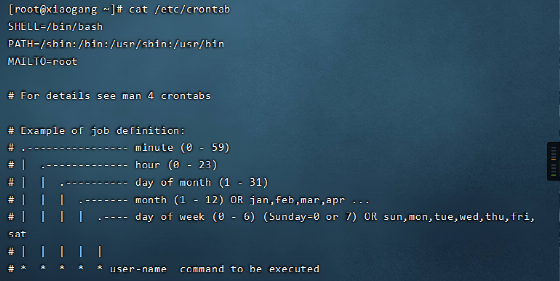 [root@xiaogang ~]# cat /etc/crontab
SHELL=/bin/bash
PATH=/sbin:/bin:/usr/sbin:/usr/bin
MAILTO=root
# For details see man 4 crontabs
# Example of job definition:
# .---------------- minute (0 - 59)
# |  .------------- hour (0 - 23)
# |  |  .---------- day of month (1 - 31)
# |  |  |  .------- month (1 - 12) OR jan,feb,mar,apr ...
# |  |  |  |  .---- day of week (0 - 6) (Sunday=0 or 7) OR sun,mon,tue,wed,thu,fri,
sat
# |  |  |  |  |
# *  *  *  *  * user-name  command to be executed